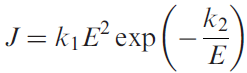 J = k₁E² exp(−k₂/E)